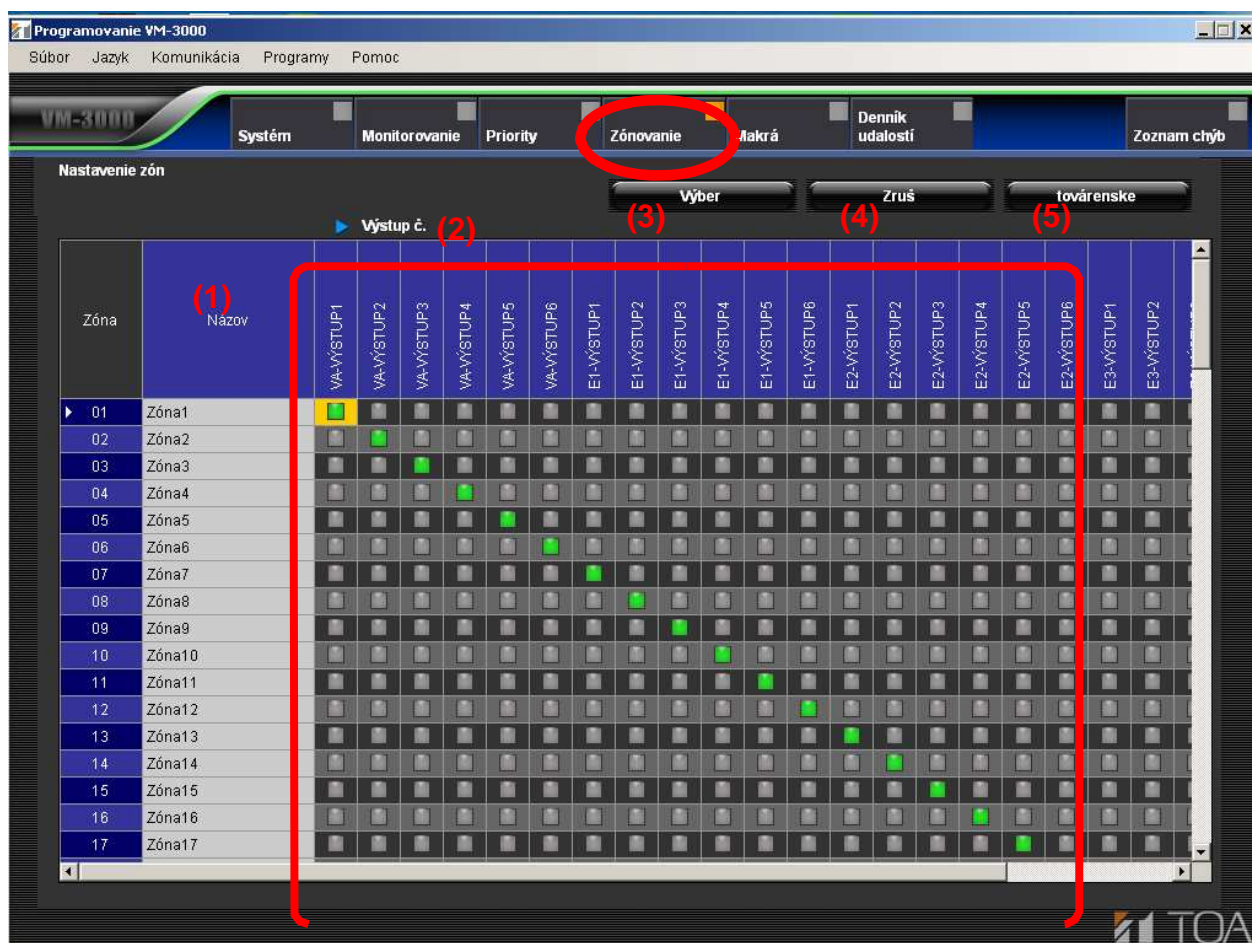 Programovanie VM-3000
Súbor Jazyk Komunikácia Programy Pomoc
VM-3000 Systém Monitorovanie Priority Zónovanie Makrá Denník udalostí Zoznam chýb
Nastavenie zón
Výber Zruš továrenske
(3) (4) (5)
Výstup č. (2)
(1)
Zóna Názov VA-VÝSTUP1 VA-VÝSTUP2 VA-VÝSTUP3 VA-VÝSTUP4 VA-VÝSTUP5 VA-VÝSTUP6 E1-VÝSTUP1 E1-VÝSTUP2 E1-VÝSTUP3 E1-VÝSTUP4 E1-VÝSTUP5 E1-VÝSTUP6 E2-VÝSTUP1 E2-VÝSTUP2 E2-VÝSTUP3 E2-VÝSTUP4 E2-VÝSTUP5 E2-VÝSTUP6 E3-VÝSTUP1 E3-VÝSTUP2
01 Zóna1
02 Zóna2
03 Zóna3
04 Zóna4
05 Zóna5
06 Zóna6
07 Zóna7
08 Zóna8
09 Zóna9
10 Zóna10
11 Zóna11
12 Zóna12
13 Zóna13
14 Zóna14
15 Zóna15
16 Zóna16
17 Zóna17
TOA